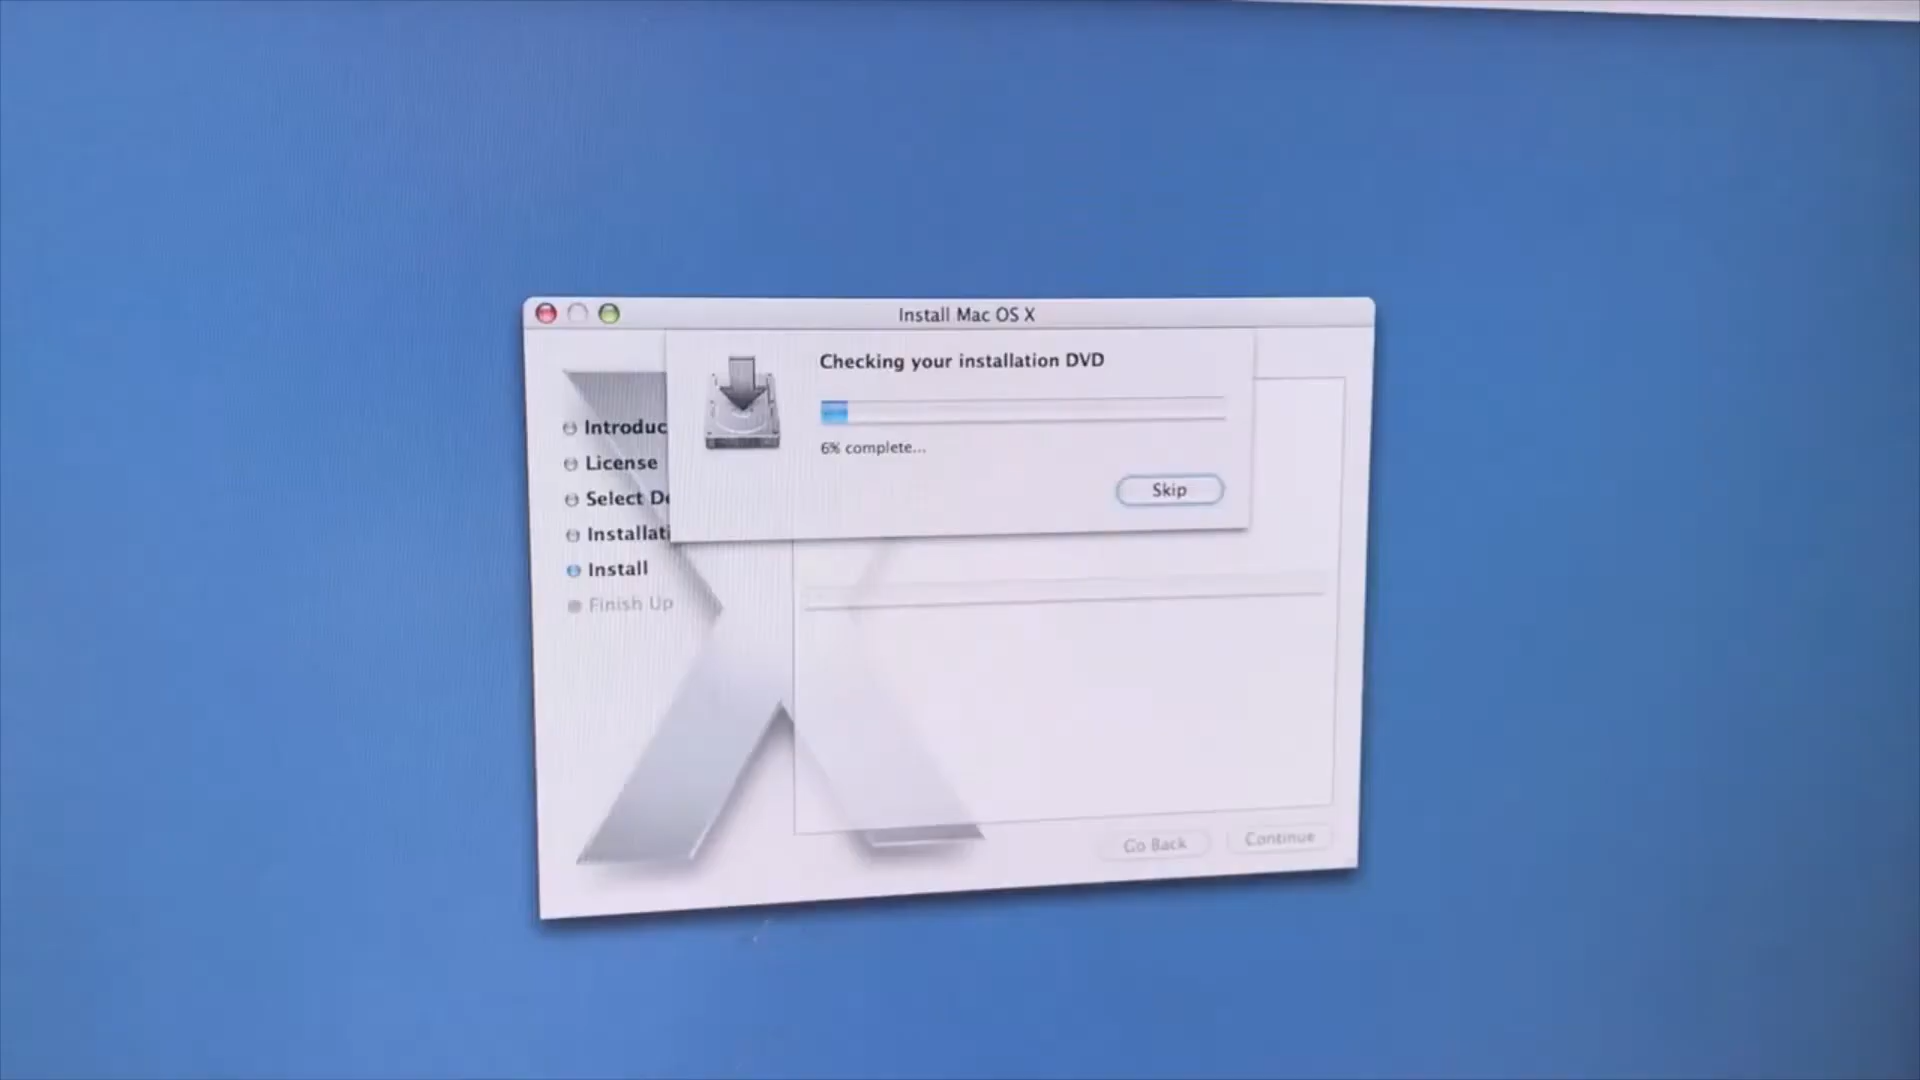 Install Mac OS X
Checking your installation DVD
6% complete...
Skip
Introduc
License
Select De
Installati
Install
Finish Up
Go Back
Continue